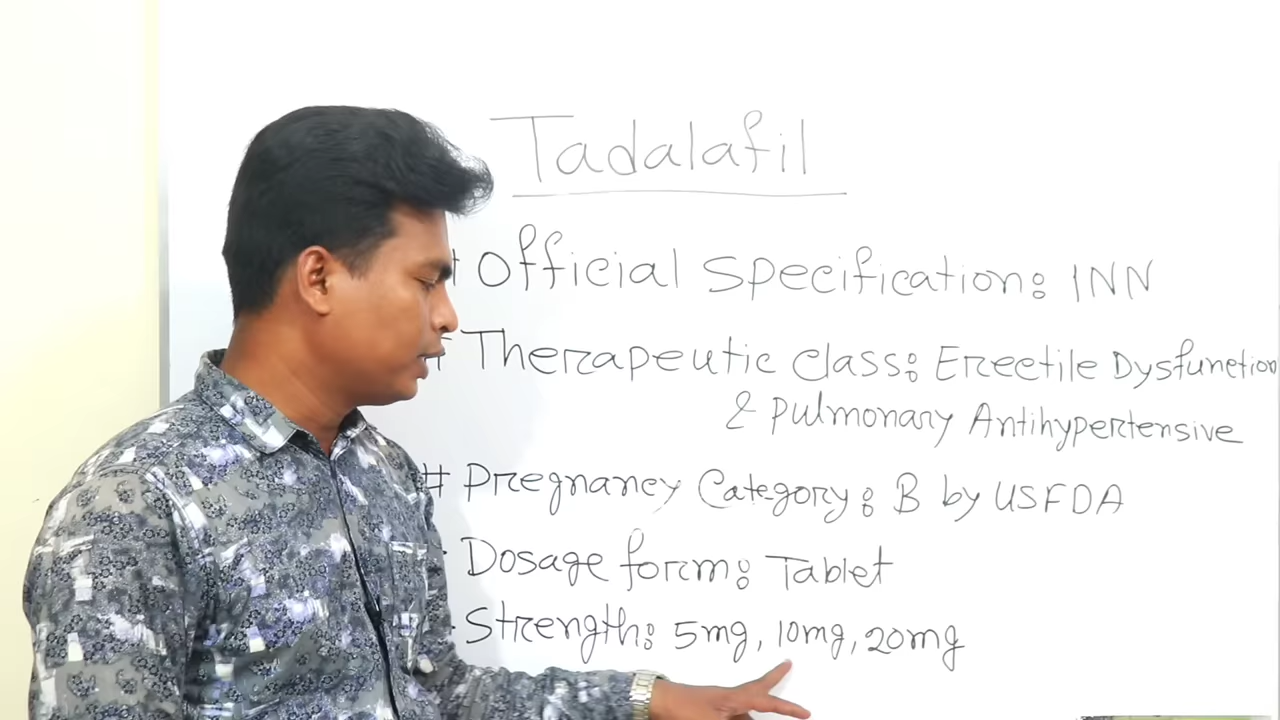 Tadalafil
# Official Specification: INN
# Therapeutic Class: Erectile Dysfunction
& Pulmonary Antihypertensive
# Pregnancy Category: B by USFDA
Dosage form: Tablet
Strength: 5mg, 10mg, 20mg